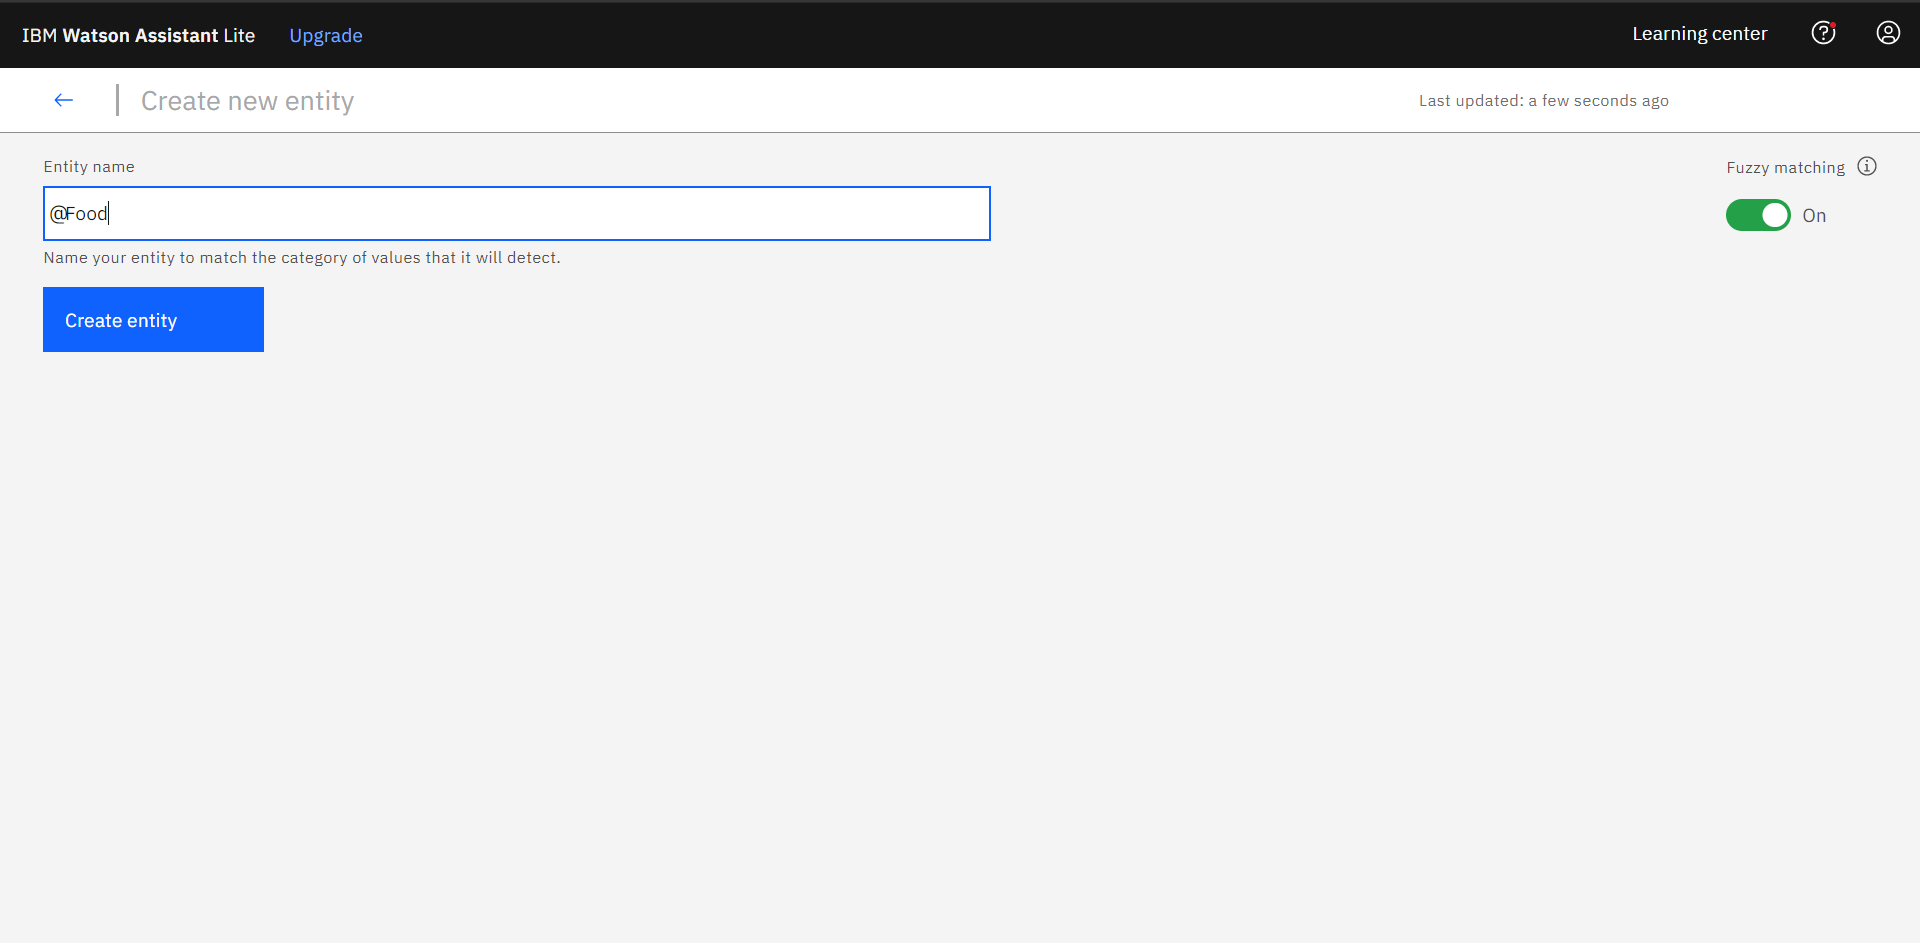 IBM Watson Assistant Lite Upgrade Learning center
Create new entity Last updated: a few seconds ago
Entity name Fuzzy matching
@Food On
Name your entity to match the category of values that it will detect.
Create entity